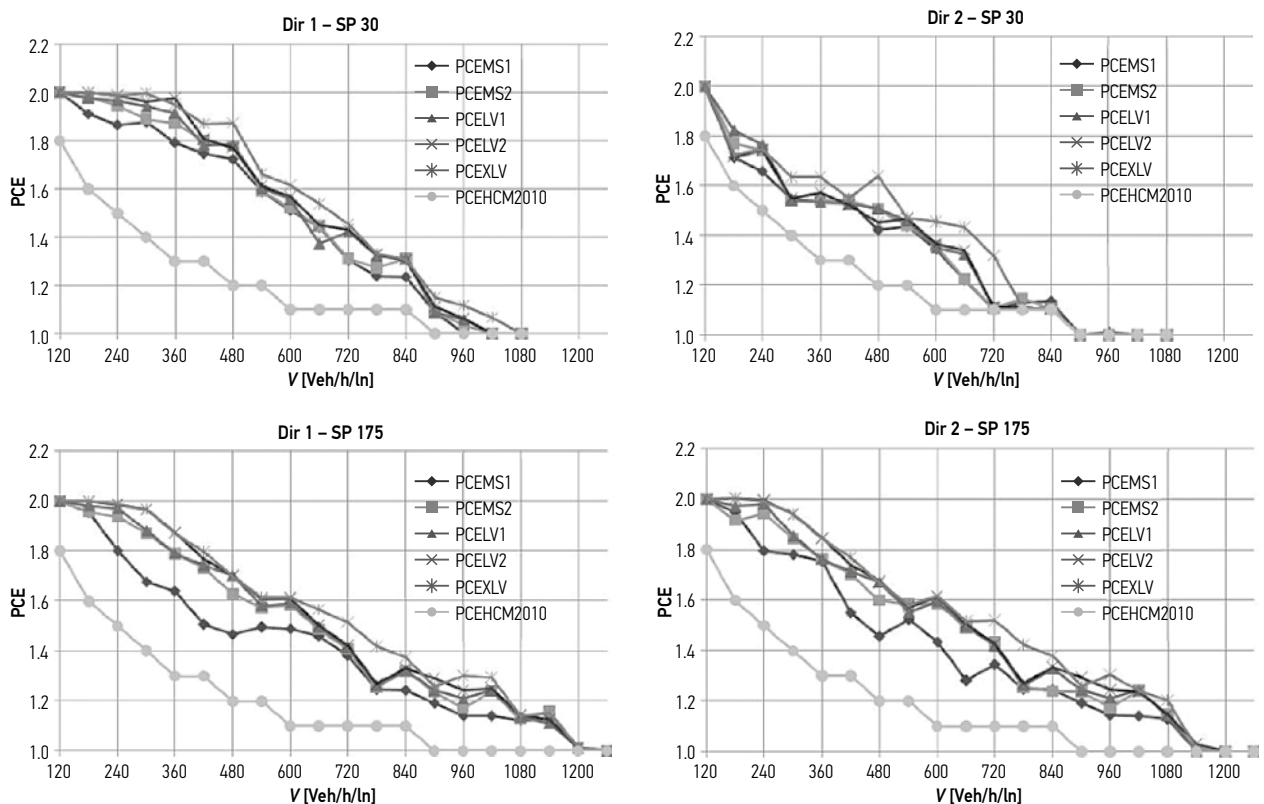 Dir 1 – SP 30
2.2
2.0
1.8
1.6
1.4
1.2
1.0
PCE
PCEMS1
PCEMS2
PCELV1
PCELV2
PCEXLV
PCEHCM2010
120 240 360 480 600 720 840 960 1080 1200
V [Veh/h/ln]
Dir 2 – SP 30
2.2
2.0
1.8
1.6
1.4
1.2
1.0
PCE
PCEMS1
PCEMS2
PCELV1
PCELV2
PCEXLV
PCEHCM2010
120 240 360 480 600 720 840 960 1080 1200
V [Veh/h/ln]
Dir 1 – SP 175
2.2
2.0
1.8
1.6
1.4
1.2
1.0
PCE
PCEMS1
PCEMS2
PCELV1
PCELV2
PCEXLV
PCEHCM2010
120 240 360 480 600 720 840 960 1080 1200
V [Veh/h/ln]
Dir 2 – SP 175
2.2
2.0
1.8
1.6
1.4
1.2
1.0
PCE
PCEMS1
PCEMS2
PCELV1
PCELV2
PCEXLV
PCEHCM2010
120 240 360 480 600 720 840 960 1080 1200
V [Veh/h/ln]